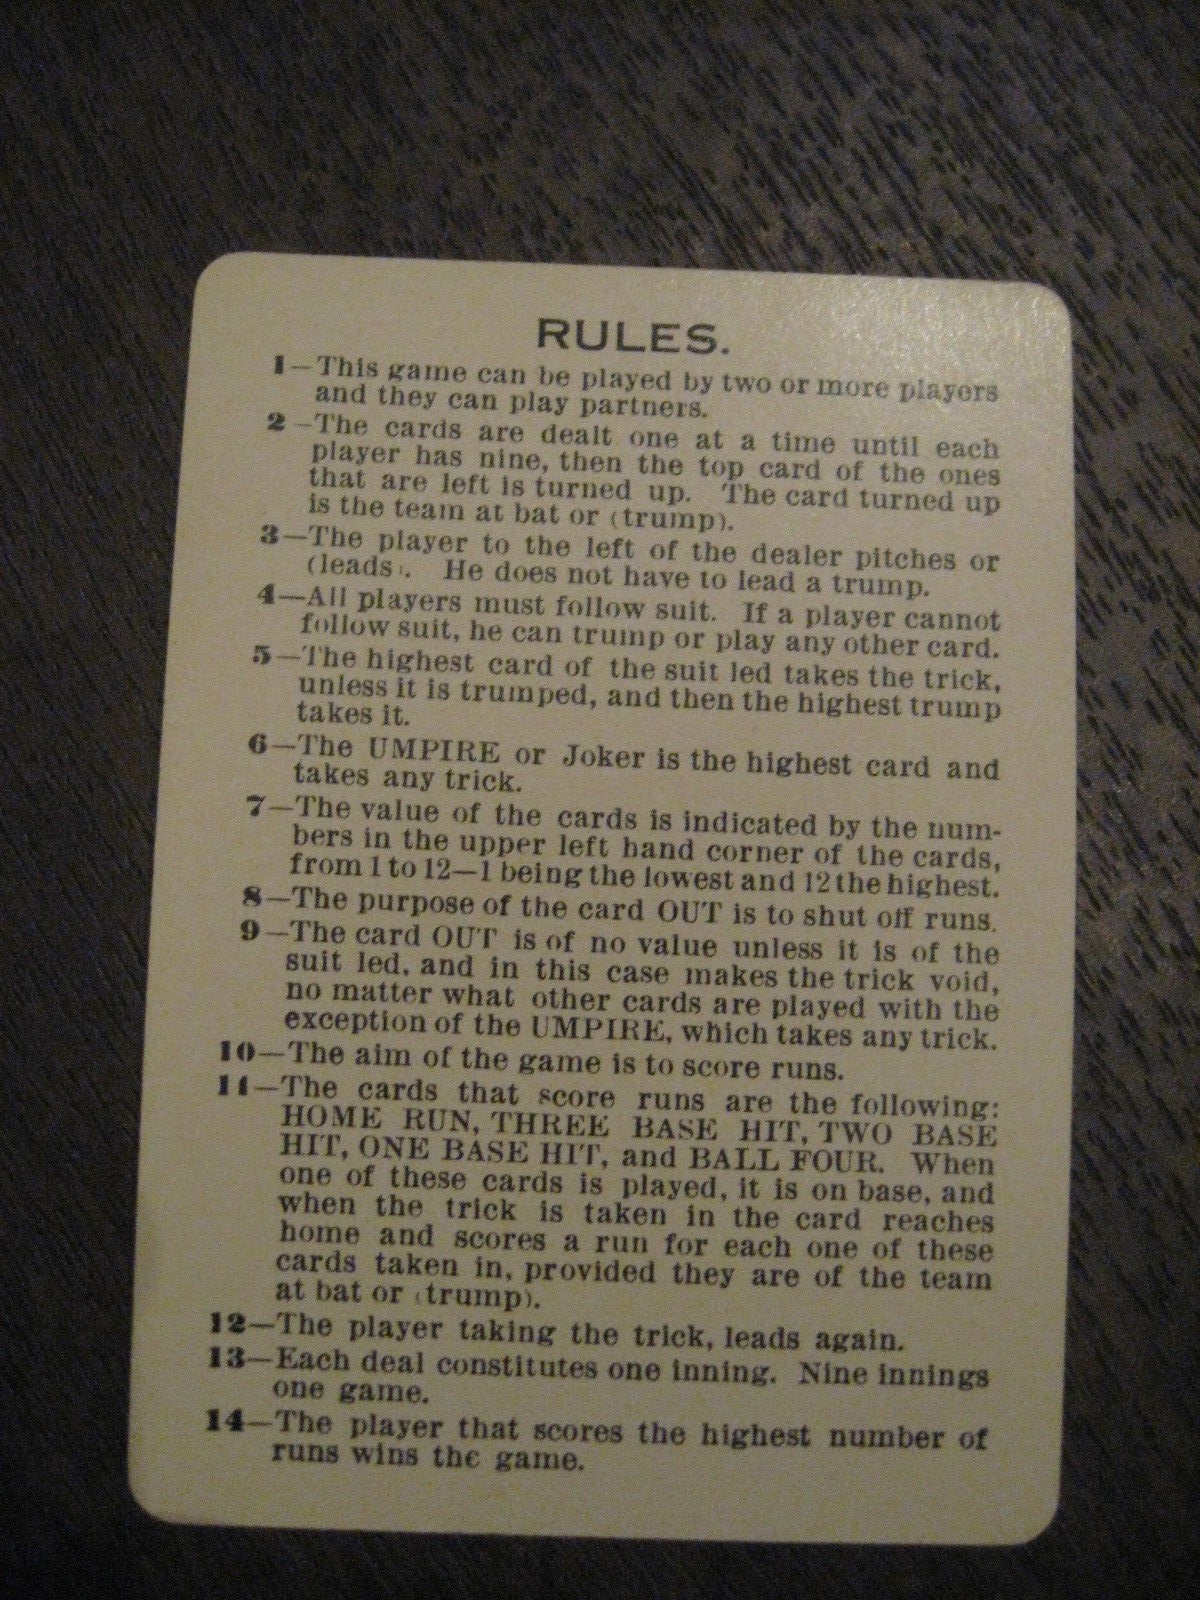 RULES.
1—This game can be played by two or more players
and they can play partners.
2—The cards are dealt one at a time until each
player has nine, then the top card of the ones
that are left is turned up. The card turned up
is the team at bat or (trump).
3—The player to the left of the dealer pitches or
(leads). He does not have to lead a trump.
4—All players must follow suit. If a player cannot
follow suit, he can trump or play any other card.
5—The highest card of the suit led takes the trick,
unless it is trumped, and then the highest trump
takes it.
6—The UMPIRE or Joker is the highest card and
takes any trick.
7—The value of the cards is indicated by the num-
bers in the upper left hand corner of the cards,
from 1 to 12—1 being the lowest and 12 the highest.
8—The purpose of the card OUT is to shut off runs.
9—The card OUT is of no value unless it is of the
suit led, and in this case makes the trick void,
no matter what other cards are played with the
exception of the UMPIRE, which takes any trick.
10—The aim of the game is to score runs.
11—The cards that score runs are the following:
HOME RUN, THREE BASE HIT, TWO BASE
HIT, ONE BASE HIT, and BALL FOUR. When
one of these cards is played, it is on base, and
when the trick is taken in the card reaches
home and scores a run for each one of these
cards taken in, provided they are of the team
at bat or (trump).
12—The player taking the trick, leads again.
13—Each deal constitutes one inning. Nine innings
one game.
14—The player that scores the highest number of
runs wins the game.